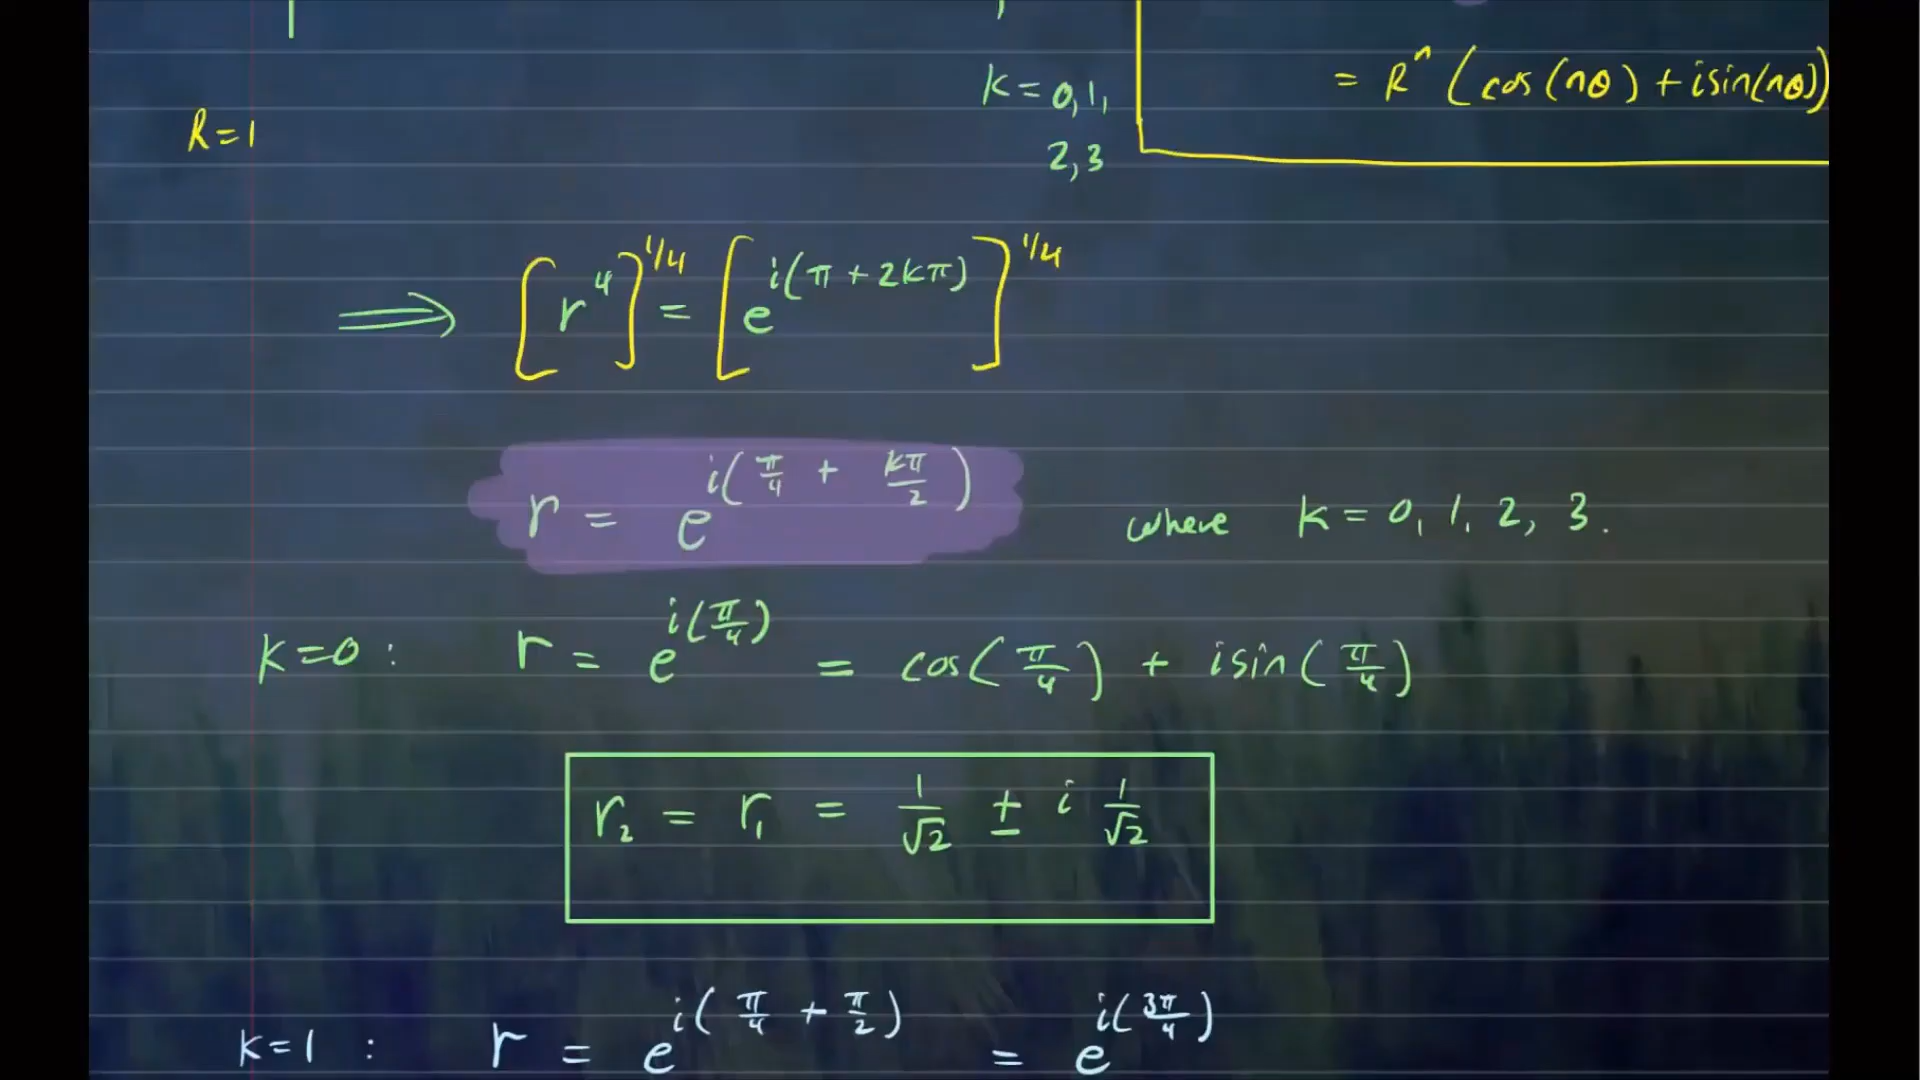 = Rⁿ (cos(nθ) + isin(nθ))
k = 0, 1,
2, 3
R = 1
⟹ [r⁴]^{1/4} = [e^{i(π + 2kπ)}]^{1/4}
r = e^{i(π/4 + kπ/2)} where k = 0, 1, 2, 3.
k=0 : r = e^{i(π/4)} = cos(π/4) + isin(π/4)
r₂ = r₁ = 1/√2 ± i 1/√2
k=1 : r = e^{i(π/4 + π/2)} = e^{i(3π/4)}